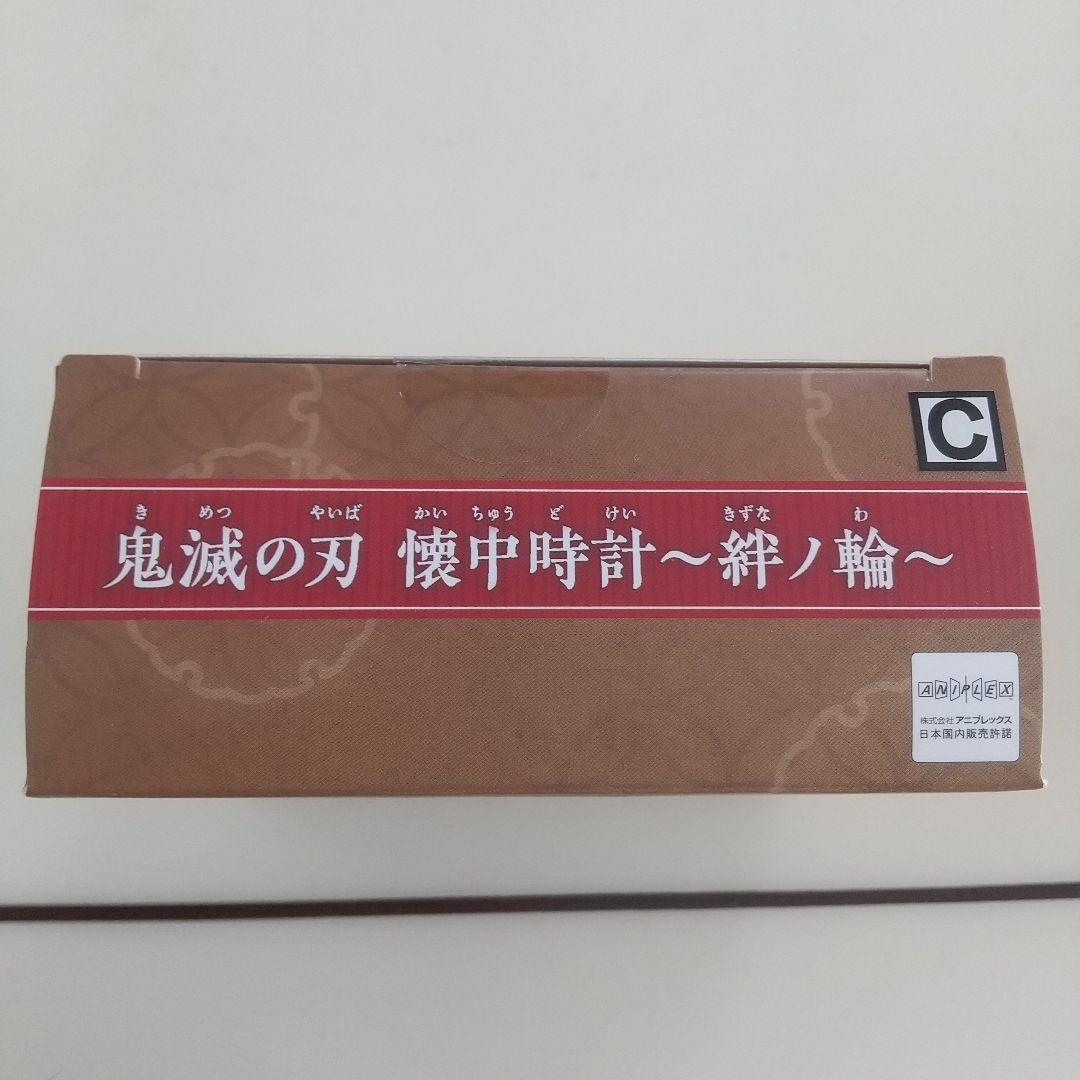 C
き めつ やいば かい ちゅう ど けい きずな わ
鬼滅の刃 懐中時計～絆ノ輪～
ANIPLEX
株式会社 アニプレックス
日本国内販売許諾